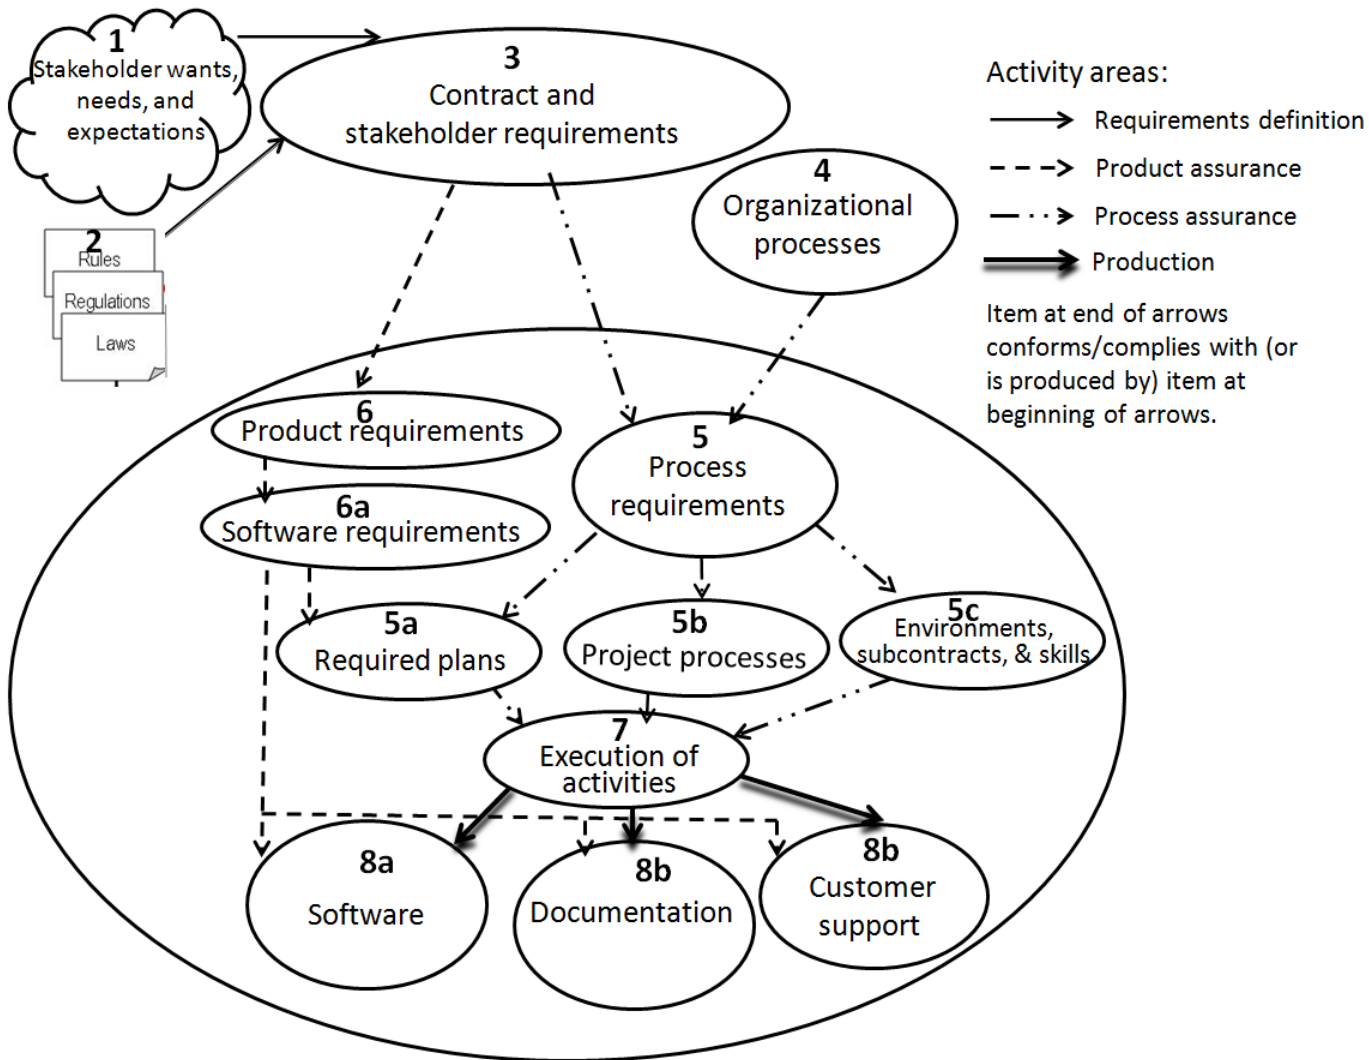 1
Stakeholder wants,
needs, and
expectations
2
Rules
Regulations
Laws
3
Contract and
stakeholder requirements
4
Organizational
processes
Activity areas:
Requirements definition
Product assurance
Process assurance
Production
Item at end of arrows
conforms/complies with (or
is produced by) item at
beginning of arrows.
6
Product requirements
6a
Software requirements
5
Process
requirements
5a
Required plans
5b
Project processes
5c
Environments,
subcontracts, & skills
7
Execution of
activities
8a
Software
8b
Documentation
8b
Customer
support